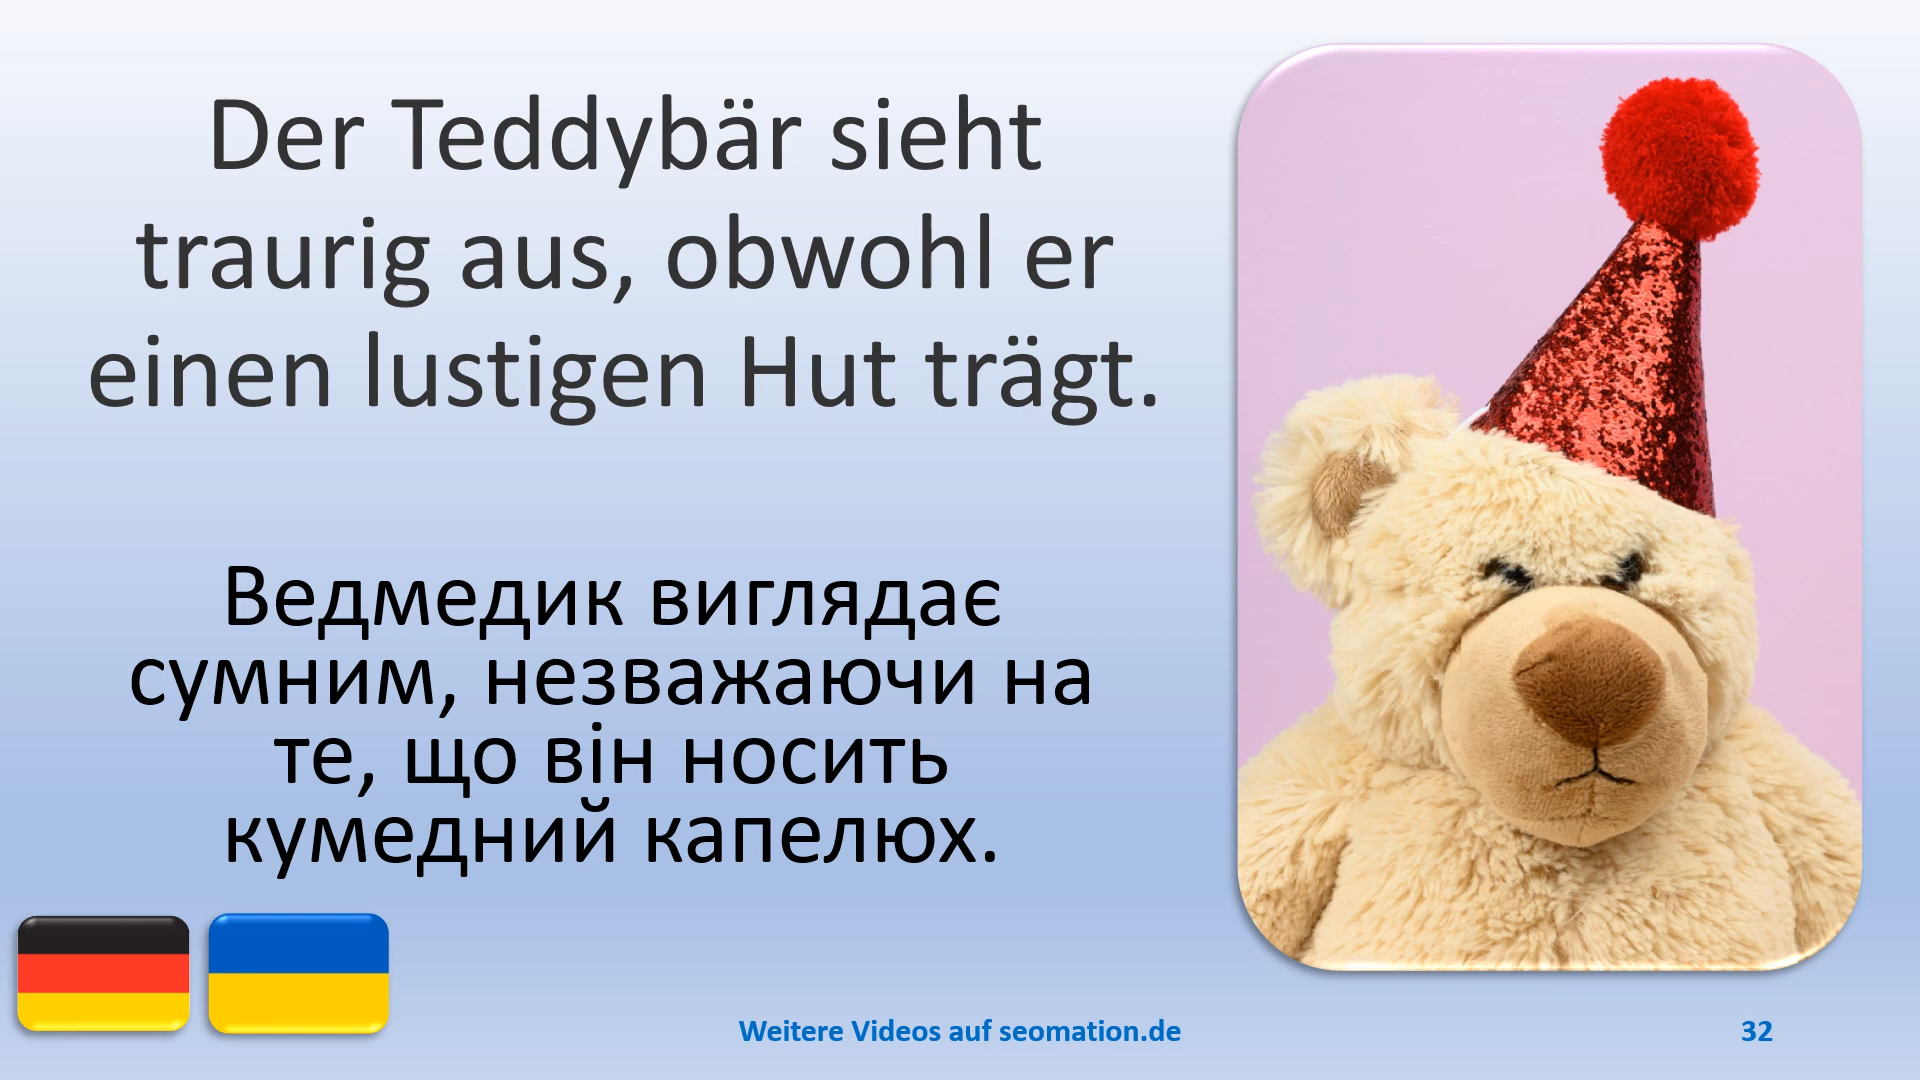 Der Teddybär sieht
traurig aus, obwohl er
einen lustigen Hut trägt.
Ведмедик виглядає
сумним, незважаючи на
те, що він носить
кумедний капелюх.
Weitere Videos auf seomation.de
32